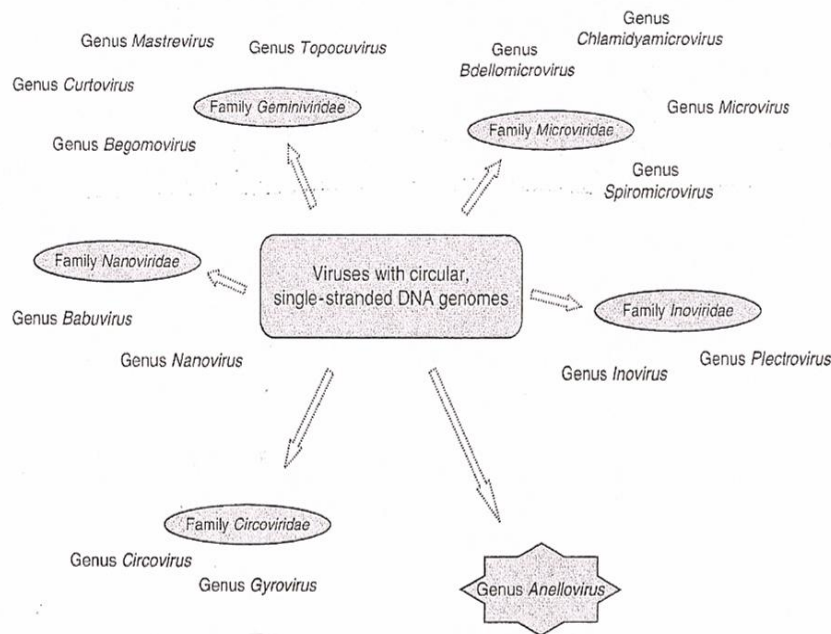 Genus Mastrevirus
Genus Topocuvirus
Genus Curtovirus
Family Geminiviridae
Genus Begomovirus
Genus
Chlamidyamicrovirus
Genus
Bdellomicrovirus
Genus Microvirus
Family Microviridae
Genus
Spiromicrovirus
Viruses with circular,
single-stranded DNA genomes
Family Nanoviridae
Genus Babuvirus
Genus Nanovirus
Family Inoviridae
Genus Plectrovirus
Genus Inovirus
Family Circoviridae
Genus Circovirus
Genus Gyrovirus
Genus Anellovirus